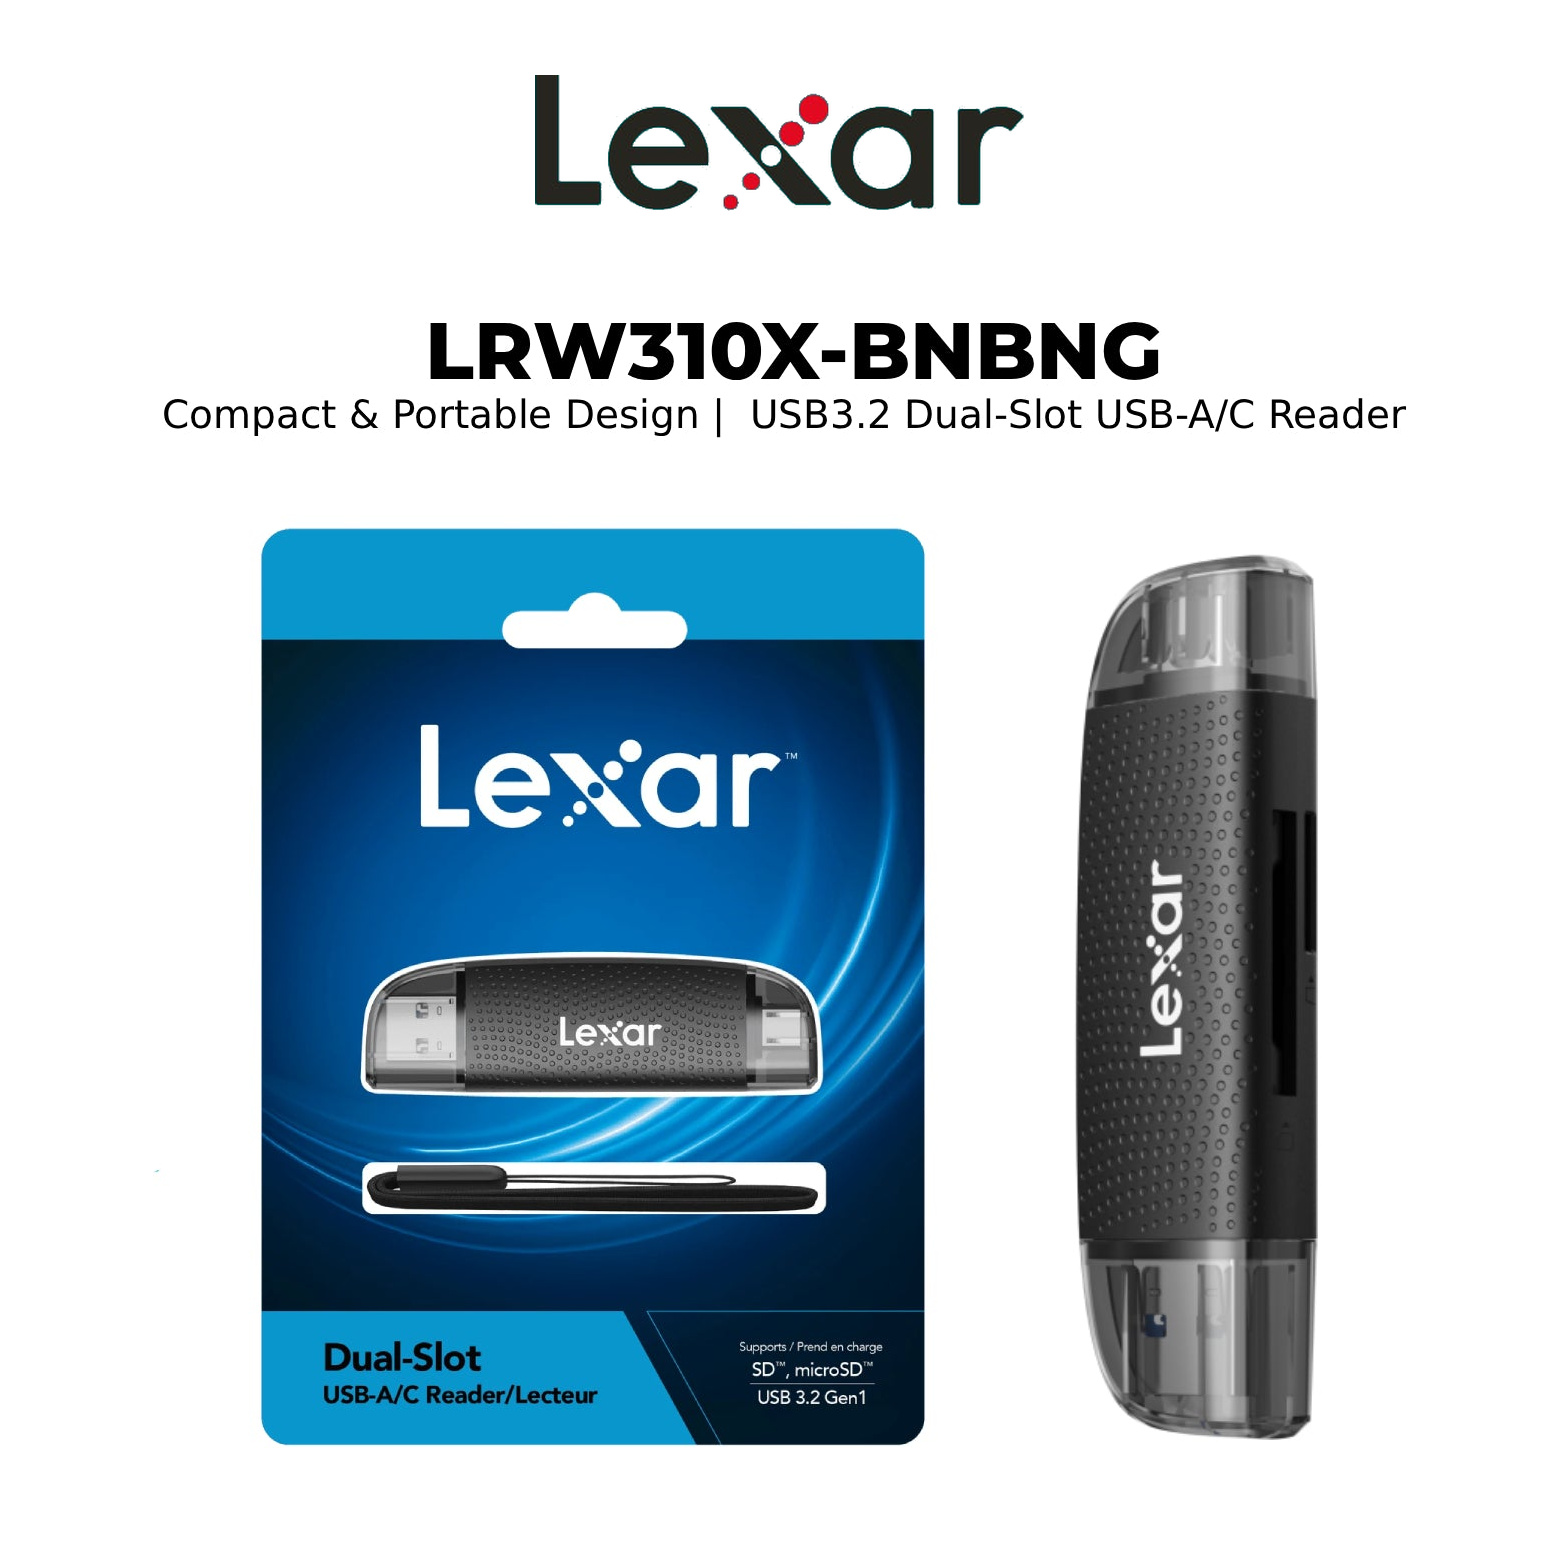 Lexar
LRW310X-BNBNG
Compact & Portable Design | USB3.2 Dual-Slot USB-A/C Reader
Lexar™
Lexar
Lexar
Dual-Slot
USB-A/C Reader/Lecteur
Supports / Prend en charge
SD™, microSD™
USB 3.2 Gen1